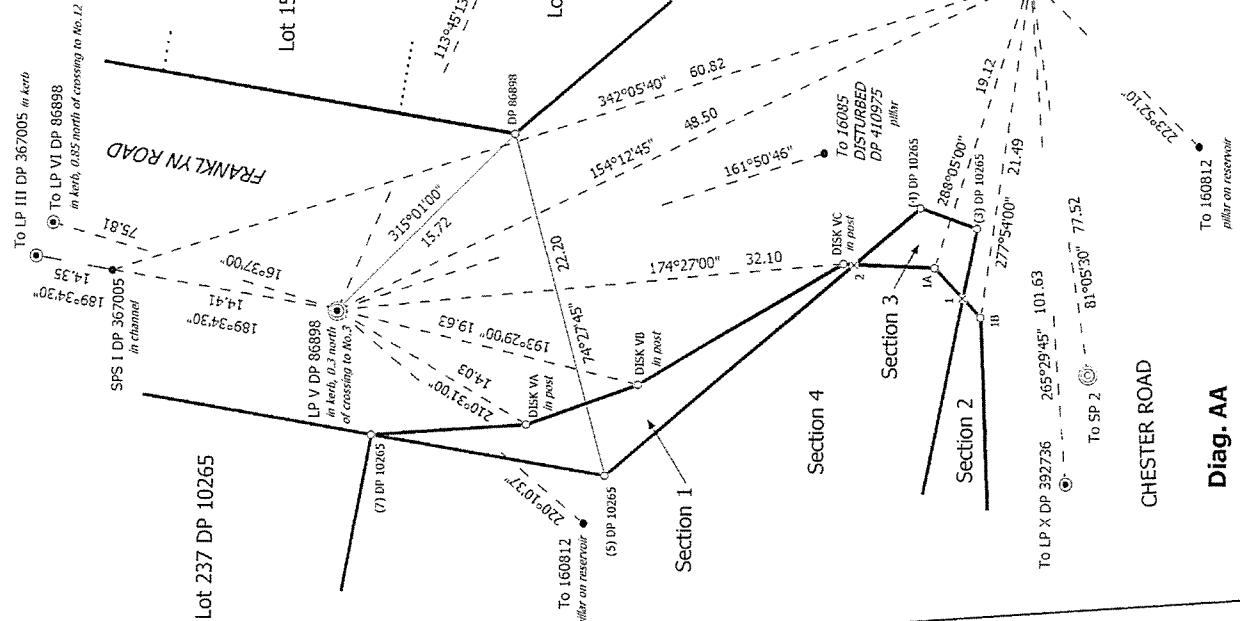 To LP III DP 367005 in kerb
To LP VI DP 86898
in kerb, 0.85 north of crossing to No.12
FRANKLYN ROAD
Lot 15
113°45'13
DP 86898
342°05'40" 60.82
154°12'45" 48.50
161°50'46"
To 16085
DISTURBED
DP 410975
pillar
19.12
288°05'00"
21.49
277°54'00"
223°52'10"
To 160812
pillar on reservoir
75.81
16°37'00"
14.35
189°34'30"
SPS I DP 367005
in channel
14.41
189°34'30"
LP V DP 86898
in kerb, 0.3 north
of crossing to No.3
315°01'00"
15.72
22.20
74°27'45"
174°27'00" 32.10
DISK VC
in post
2
(4) DP 10265
(3) DP 10265
1A
1
1B
Section 3
193°29'00" 19.63
14.03
210°31'00"
DISK VA
in post
DISK VB
in post
(7) DP 10265
(5) DP 10265
Lot 237 DP 10265
220°10'37"
To 160812
pillar on reservoir
Section 1
Section 4
Section 2
265°29'45" 101.63
To LP X DP 392736
81°05'30" 77.52
To SP 2
CHESTER ROAD
Diag. AA